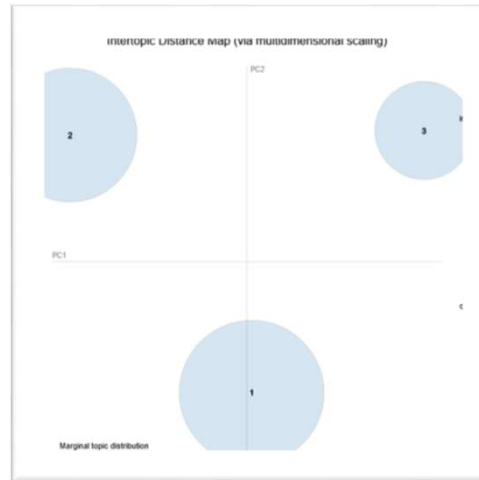 Intertopic Distance Map (via multidimensional scaling)
PC2
2
3
PC1
1
Marginal topic distribution